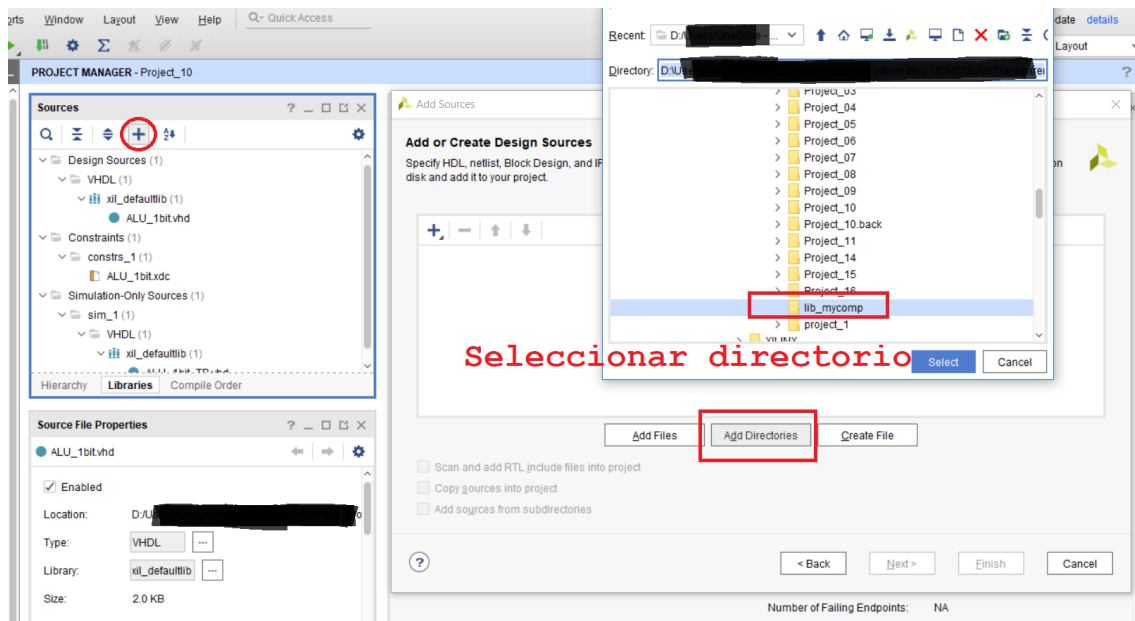 orts Window Layout View Help Quick Access
PROJECT MANAGER - Project_10
Sources
Design Sources (1)
VHDL (1)
xil_defaultlib (1)
ALU_1bit.vhd
Constraints (1)
constrs_1 (1)
ALU_1bit.xdc
Simulation-Only Sources (1)
sim_1 (1)
VHDL (1)
xil_defaultlib (1)
Hierarchy Libraries Compile Order
Source File Properties
ALU_1bit.vhd
Enabled
Location: D:/U
Type: VHDL
Library: xil_defaultlib
Size: 2.0 KB
Add Sources
Add or Create Design Sources
Specify HDL, netlist, Block Design, and IP
disk and add it to your project.
Add Files Add Directories Create File
Scan and add RTL include files into project
Copy sources into project
Add sources from subdirectories
< Back Next > Finish Cancel
Number of Failing Endpoints: NA
Recent: D:/
Directory: D:\Use
Project_03
Project_04
Project_05
Project_06
Project_07
Project_08
Project_09
Project_10
Project_10.back
Project_11
Project_14
Project_15
Project_16
lib_mycomp
project_1
XILINX
Seleccionar directorio
Select Cancel
date details
Layout